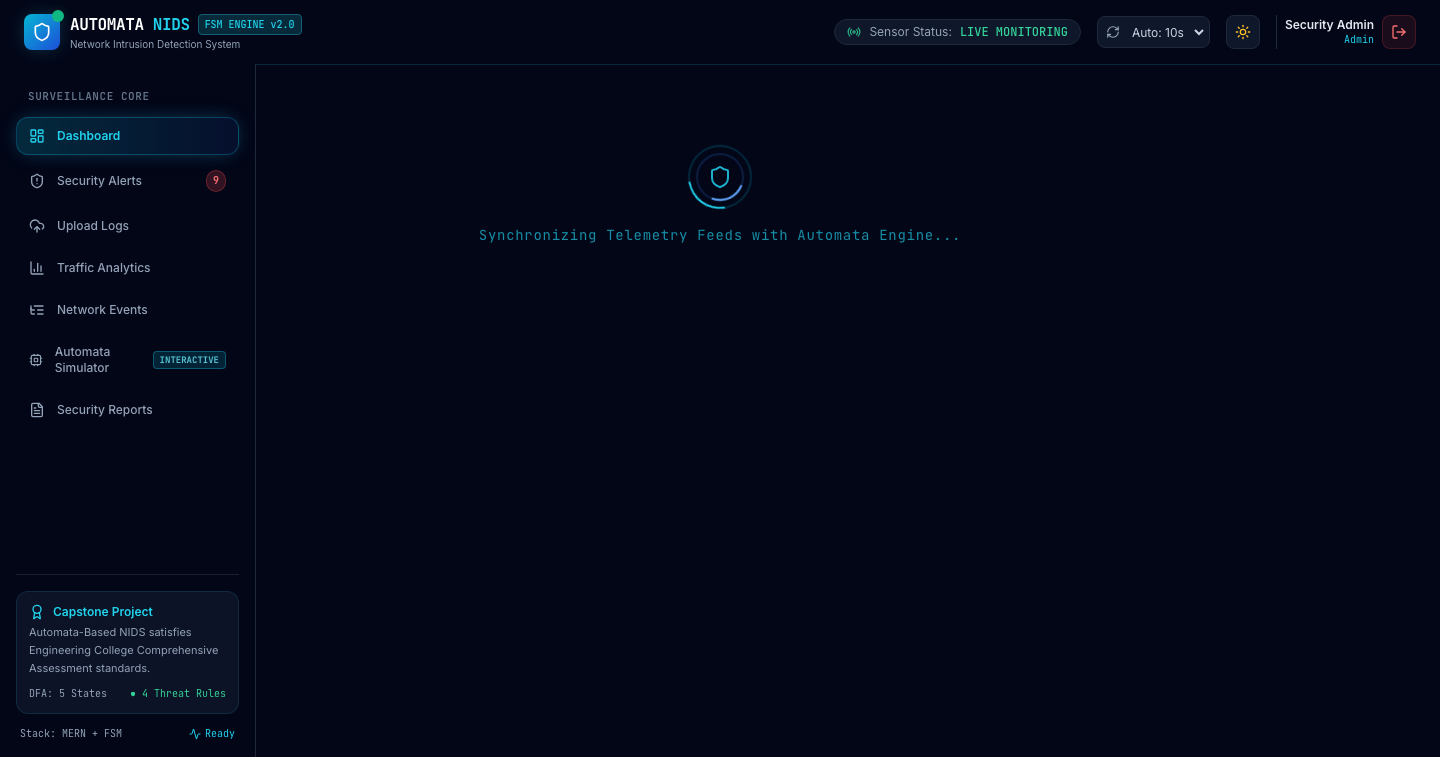 AUTOMATA NIDS FSM ENGINE v2.0
Network Intrusion Detection System
Sensor Status: LIVE MONITORING
Auto: 10s
Security Admin
Admin
SURVEILLANCE CORE
Dashboard
Security Alerts 9
Upload Logs
Traffic Analytics
Network Events
Automata
Simulator
INTERACTIVE
Security Reports
Synchronizing Telemetry Feeds with Automata Engine...
Capstone Project
Automata-Based NIDS satisfies
Engineering College Comprehensive
Assessment standards.
DFA: 5 States ● 4 Threat Rules
Stack: MERN + FSM Ready